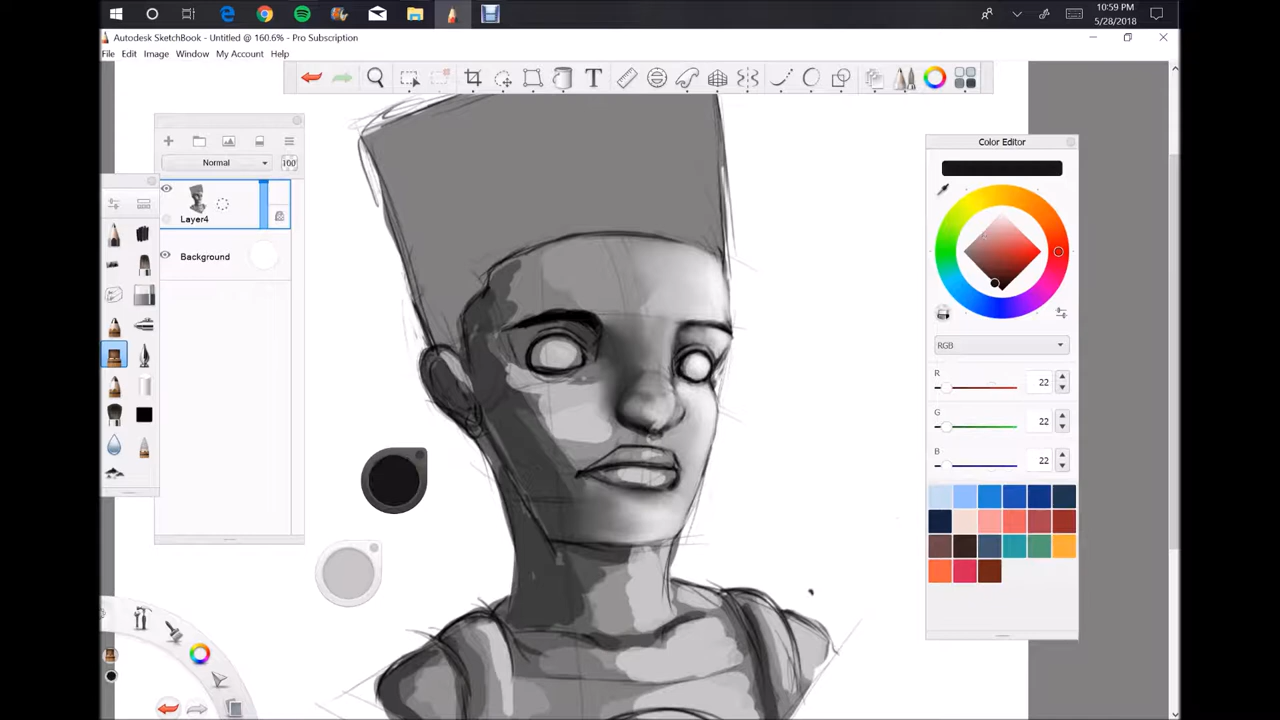 10:59 PM
5/28/2018
Autodesk SketchBook - Untitled @ 160.6% - Pro Subscription
File Edit Image Window My Account Help
T
Color Editor
Normal
100
Layer4
Background
RGB
R
22
G
22
B
22